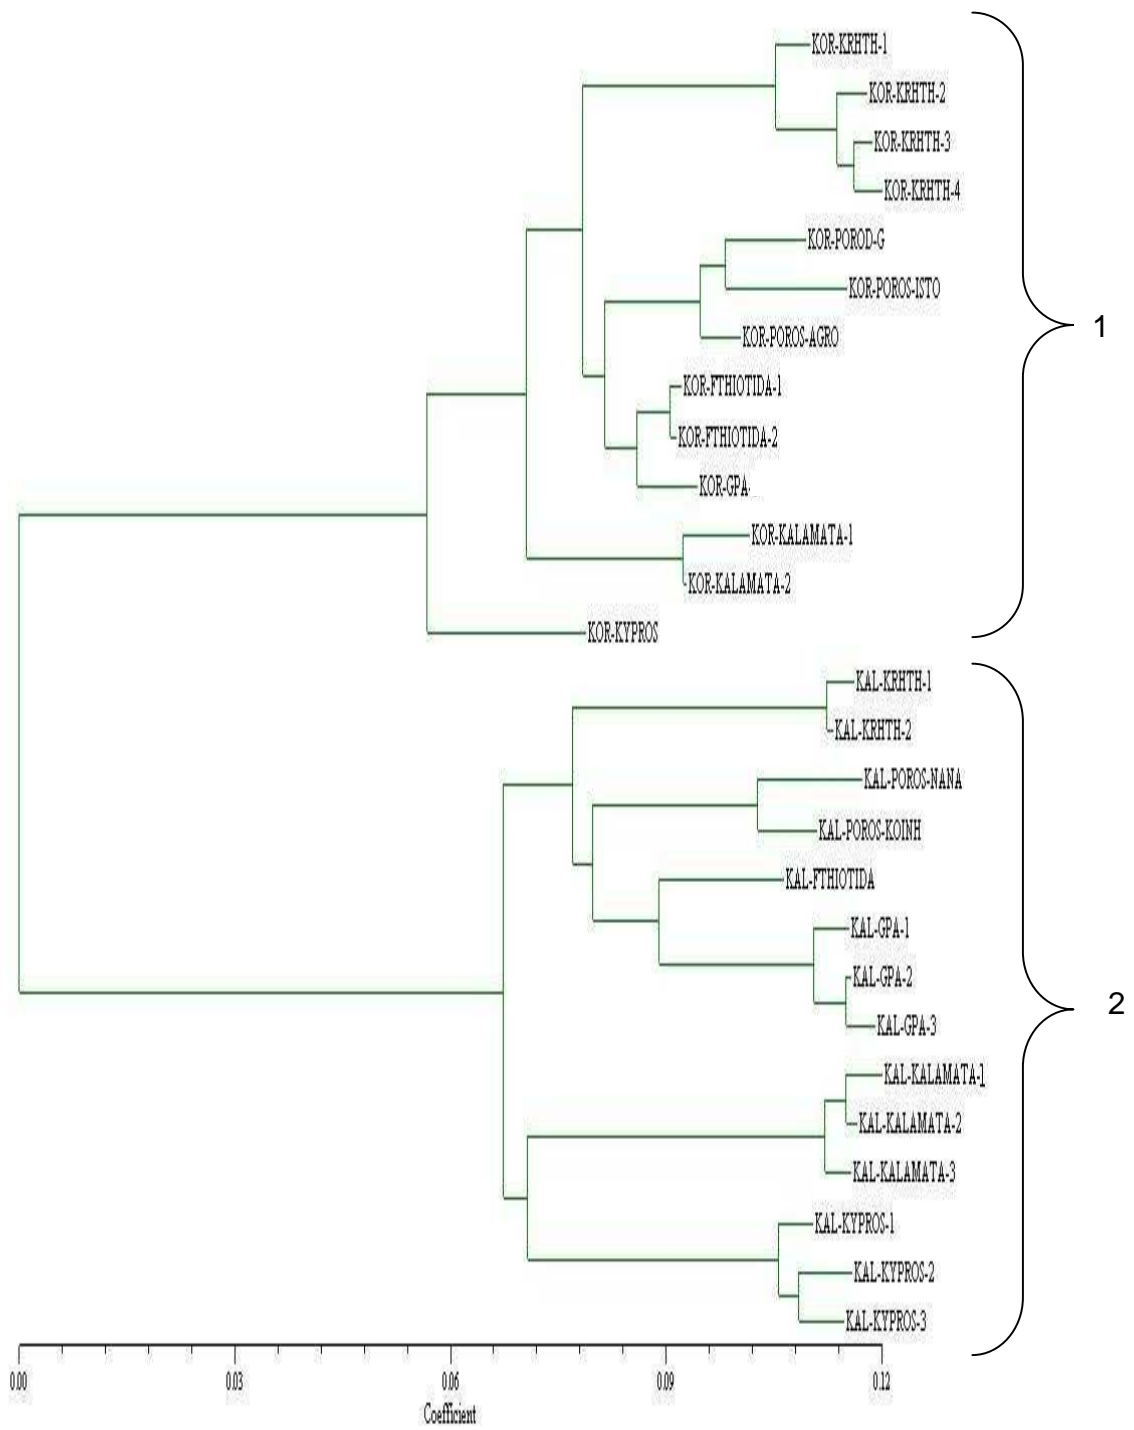 KOR-KRHTH-1
KOR-KRHTH-2
KOR-KRHTH-3
KOR-KRHTH-4
KOR-POROD-G
KOR-POROS-ISTO
1
KOR-POROS-AGRO
KOR-FTHIOTIDA-1
KOR-FTHIOTIDA-2
KOR-GPA
KOR-KALAMATA-1
KOR-KALAMATA-2
KOR-KYPROS
KAL-KRHTH-1
KAL-KRHTH-2
KAL-POROS-NANA
KAL-POROS-KOINH
KAL-FTHIOTIDA
KAL-GPA-1
KAL-GPA-2
2
KAL-GPA-3
KAL-KALAMATA-1
KAL-KALAMATA-2
KAL-KALAMATA-3
KAL-KYPROS-1
KAL-KYPROS-2
KAL-KYPROS-3
0.00 0.03 0.06 0.09 0.12
Coefficient